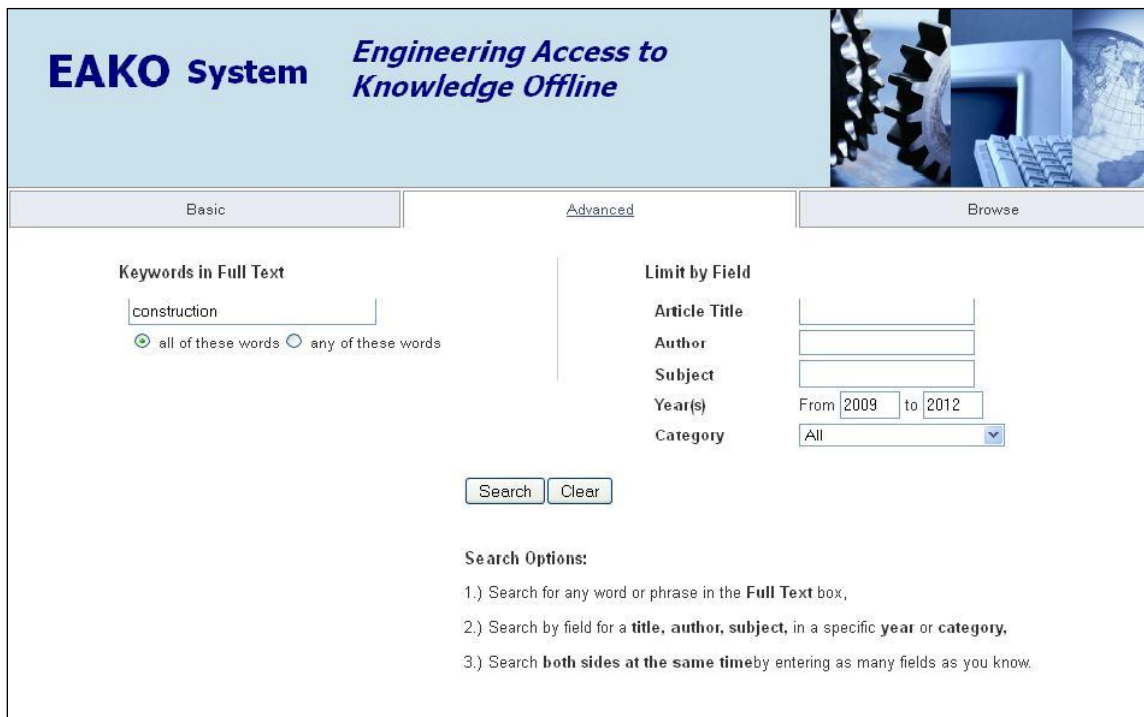 EAKO System
Engineering Access to
Knowledge Offline
Basic
Advanced
Browse
Keywords in Full Text
construction
all of these words any of these words
Limit by Field
Article Title
Author
Subject
Year(s) From 2009 to 2012
Category All
Search Clear
Search Options:
1.) Search for any word or phrase in the Full Text box,
2.) Search by field for a title, author, subject, in a specific year or category,
3.) Search both sides at the same timeby entering as many fields as you know.